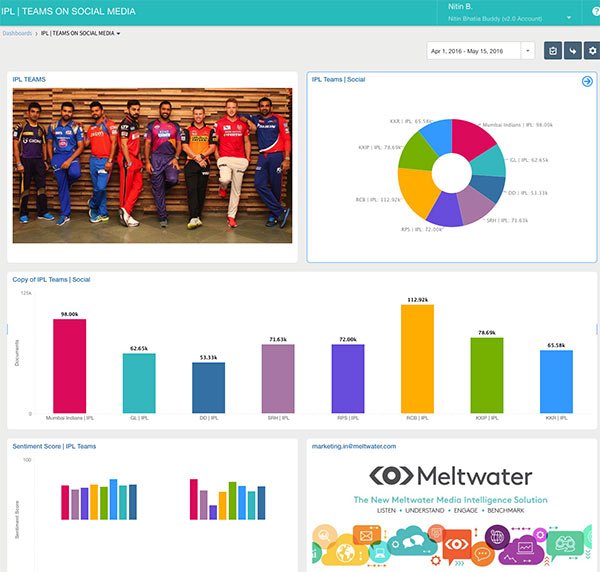 IPL | TEAMS ON SOCIAL MEDIA
Nitin B.
Nitin Bhatia Buddy (v2.0 Account)
?
Dashboards > IPL | TEAMS ON SOCIAL MEDIA
Apr 1, 2016 - May 15, 2016
IPL TEAMS
IPL Teams | Social
KKR | IPL: 65.58k
Mumbai Indians | IPL: 98.00k
KXIP | IPL: 78.69k
GL | IPL: 62.65k
DD | IPL: 53.33k
RCB | IPL: 112.92k
SRH | IPL: 71.63k
RPS | IPL: 72.00k
Copy of IPL Teams | Social
125k
Documents
0
98.00k
62.65k
53.33k
71.63k
72.00k
112.92k
78.69k
65.58k
Mumbai Indians | IPL
GL | IPL
DD | IPL
SRH | IPL
RPS | IPL
RCB | IPL
KXIP | IPL
KKR | IPL
Sentiment Score | IPL Teams
100
Sentiment Score
marketing.in@meltwater.com
Meltwater
The New Meltwater Media Intelligence Solution
LISTEN • UNDERSTAND • ENGAGE • BENCHMARK